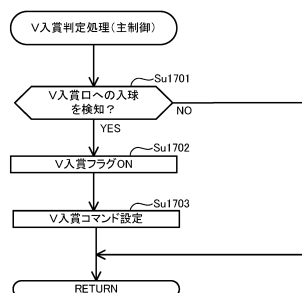 V入賞判定処理（主制御）
Su1701
V入賞口への入球
を検知？
NO
YES
Su1702
V入賞フラグON
Su1703
V入賞コマンド設定
RETURN